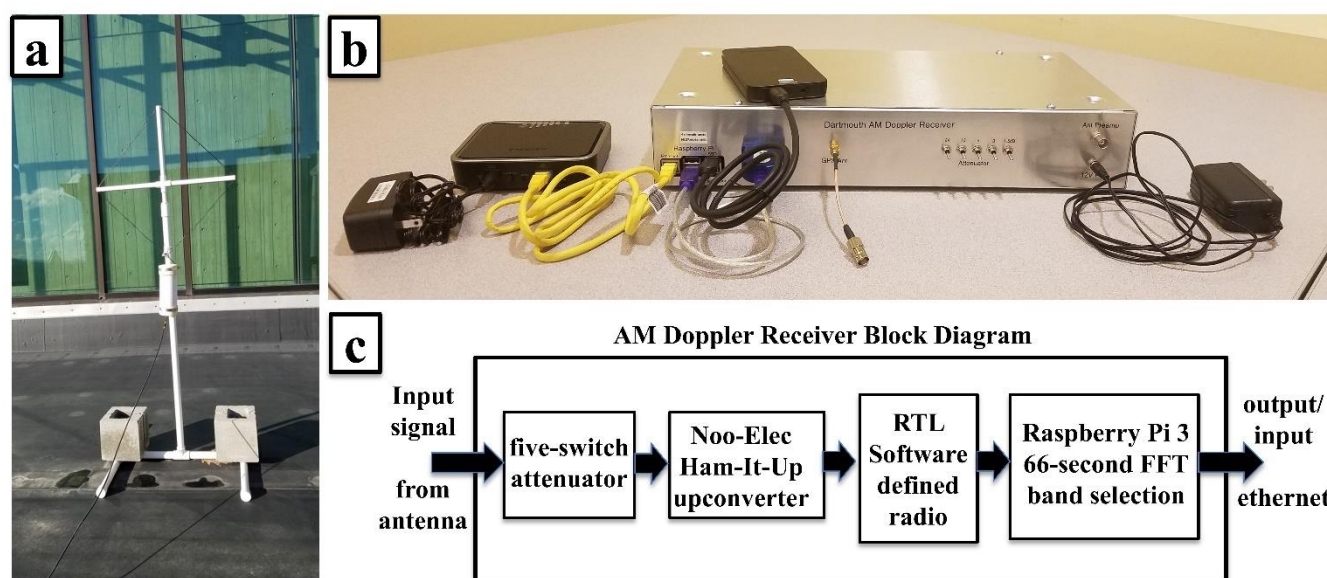 a
b
Dartmouth AM Doppler Receiver
Raspberry Pi
Attenuator
12V
c
AM Doppler Receiver Block Diagram
Input
signal
from
antenna
five-switch
attenuator
Noo-Elec
Ham-It-Up
upconverter
RTL
Software
defined
radio
Raspberry Pi 3
66-second FFT
band selection
output/
input
ethernet